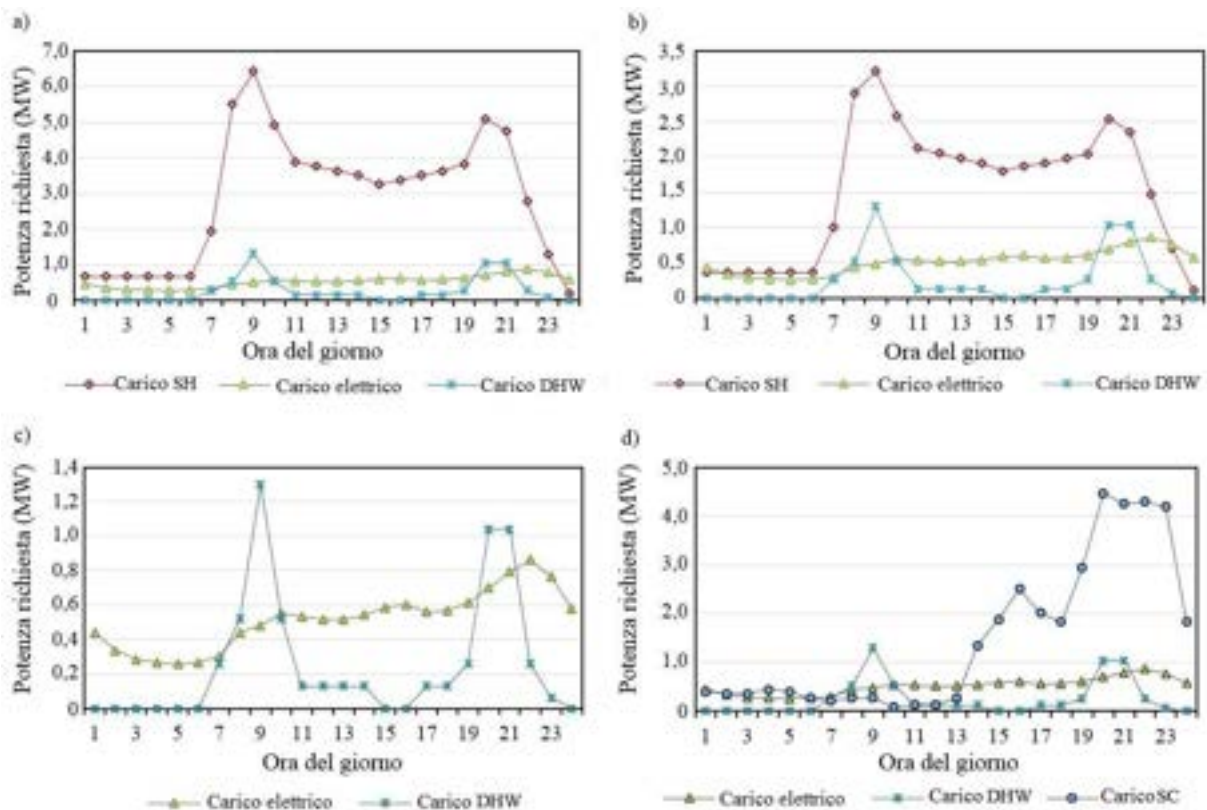 a)
Potenza richiesta (MW)
7,0
6,0
5,0
4,0
3,0
2,0
1,0
0
1 3 5 7 9 11 13 15 17 19 21 23
Ora del giorno
Carico SH Carico elettrico Carico DHW
b)
Potenza richiesta (MW)
3,5
3,0
2,5
2,0
1,5
1,0
0,5
0
1 3 5 7 9 11 13 15 17 19 21 23
Ora del giorno
Carico SH Carico elettrico Carico DHW
c)
Potenza richiesta (MW)
1,4
1,2
1,0
0,8
0,6
0,4
0,2
0
1 3 5 7 9 11 13 15 17 19 21 23
Ora del giorno
Carico elettrico Carico DHW
d)
Potenza richiesta (MW)
5,0
4,0
3,0
2,0
1,0
0
1 3 5 7 9 11 13 15 17 19 21 23
Ora del giorno
Carico elettrico Carico DHW Carico SC